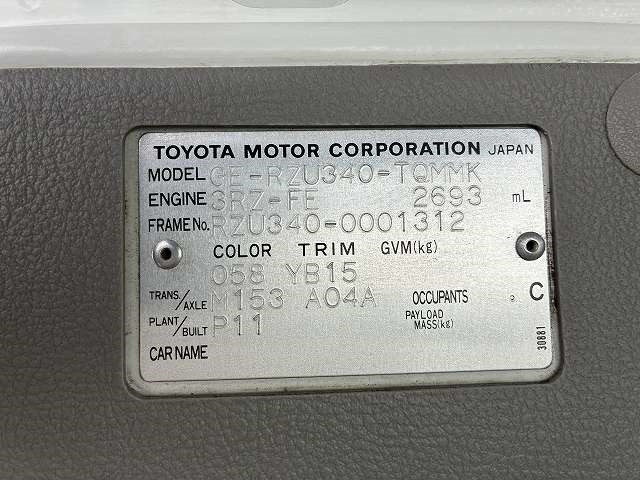 TOYOTA MOTOR CORPORATION JAPAN
MODEL GE-RZU340-TQMMK
ENGINE 3RZ-FE 2693 mL
FRAME No. RZU340-0001312
COLOR TRIM GVM(kg)
058 YB15
TRANS./AXLE M153 A04A OCCUPANTS C
PLANT/BUILT P11 PAYLOAD MASS(kg)
CAR NAME
30881